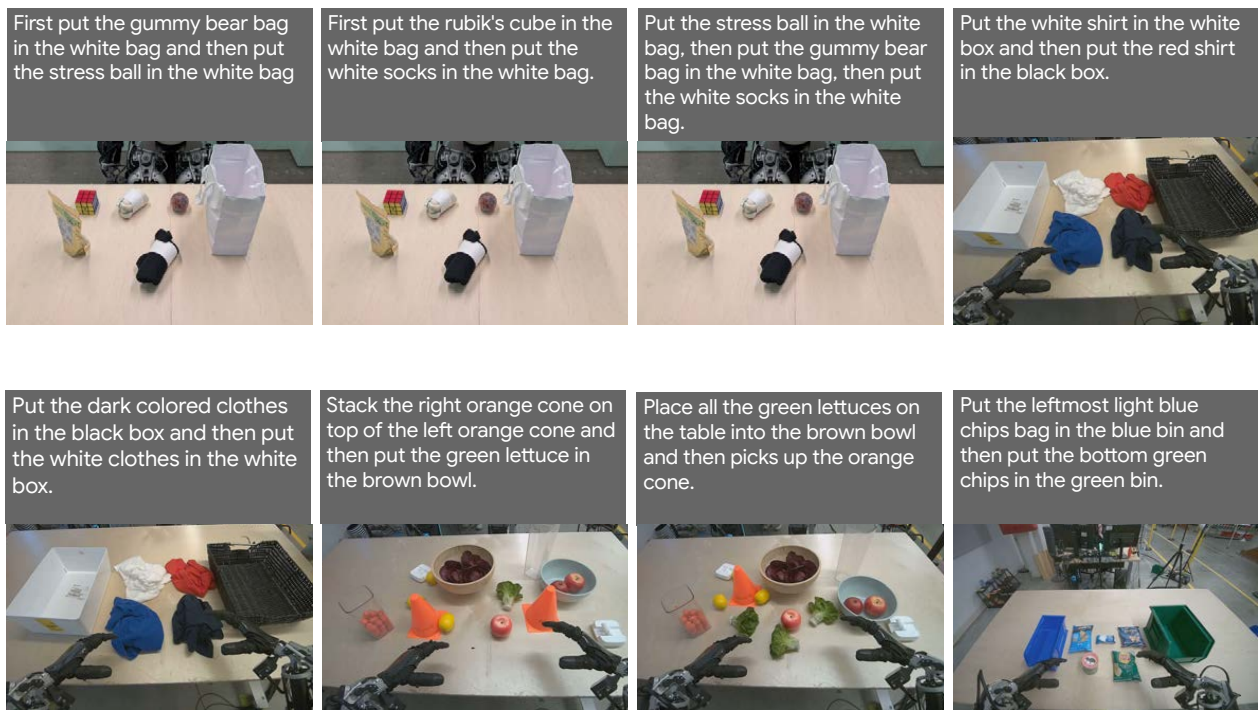 First put the gummy bear bag
in the white bag and then put
the stress ball in the white bag
First put the rubik's cube in the
white bag and then put the
white socks in the white bag.
Put the stress ball in the white
bag, then put the gummy bear
bag in the white bag, then put
the white socks in the white
bag.
Put the white shirt in the white
box and then put the red shirt
in the black box.
Put the dark colored clothes
in the black box and then put
the white clothes in the white
box.
Stack the right orange cone on
top of the left orange cone and
then put the green lettuce in
the brown bowl.
Place all the green lettuces on
the table into the brown bowl
and then picks up the orange
cone.
Put the leftmost light blue
chips bag in the blue bin and
then put the bottom green
chips in the green bin.